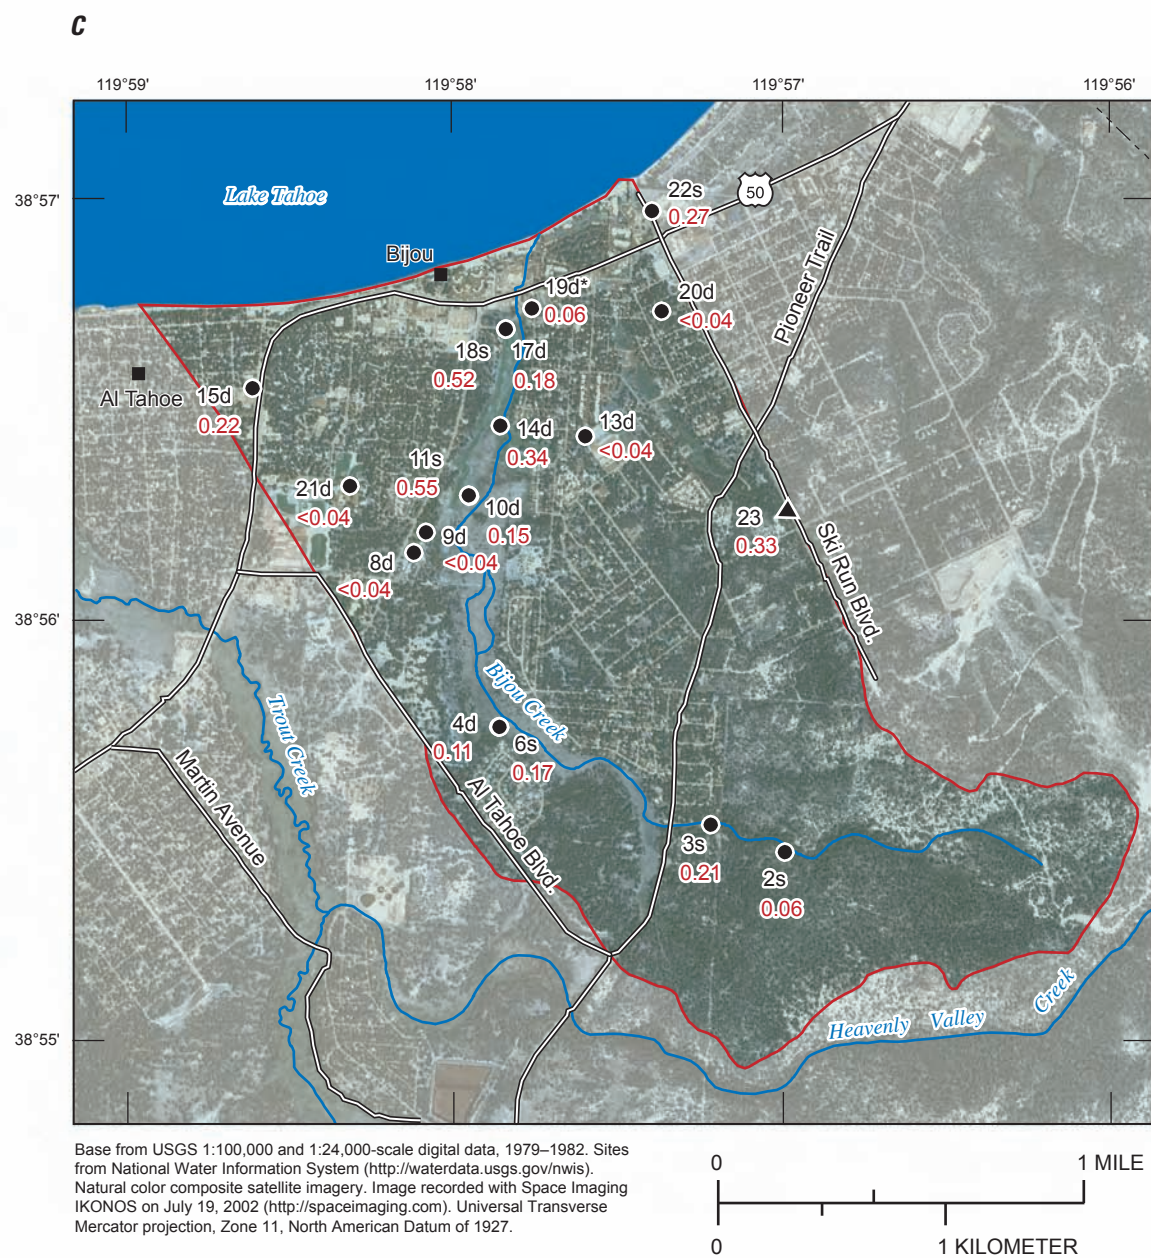 C
119°59' 119°58' 119°57' 119°56'
38°57'
Lake Tahoe
22s
0.27
50
Bijou
19d*
0.06
20d
<0.04
Pioneer Trail
18s 17d
0.52 0.18
Al Tahoe
15d
0.22
14d
0.34
13d
<0.04
11s
0.55
21d
<0.04
10d
0.15
9d
<0.04
8d
<0.04
23
0.33
Ski Run Blvd.
38°56'
Bijou Creek
Trout Creek
4d
0.11
6s
0.17
Martin Avenue
Al Tahoe Blvd.
3s
0.21
2s
0.06
Heavenly Valley Creek
38°55'
Base from USGS 1:100,000 and 1:24,000-scale digital data, 1979–1982. Sites
from National Water Information System (http://waterdata.usgs.gov/nwis).
Natural color composite satellite imagery. Image recorded with Space Imaging
IKONOS on July 19, 2002 (http://spaceimaging.com). Universal Transverse
Mercator projection, Zone 11, North American Datum of 1927.
0 1 MILE
0 1 KILOMETER